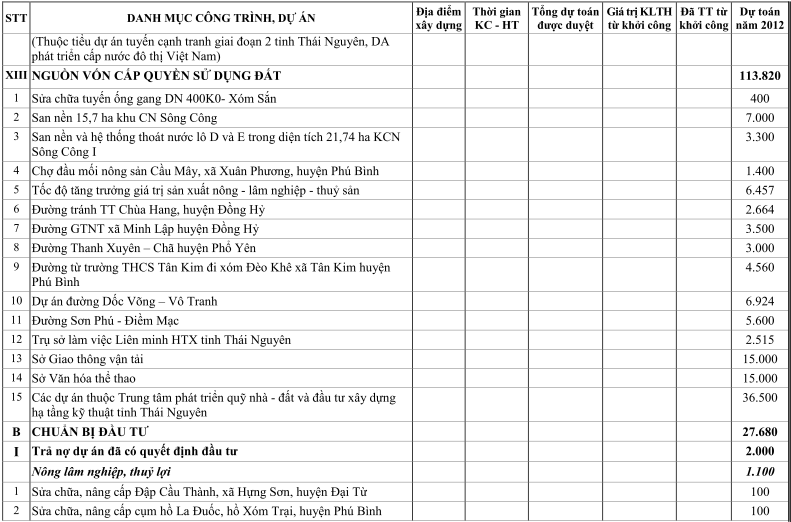 STT DANH MỤC CÔNG TRÌNH, DỰ ÁN Địa điểm xây dựng Thời gian KC - HT Tổng dự toán được duyệt Giá trị KLTH từ khởi công Đã TT từ khởi công Dự toán năm 2012
(Thuộc tiểu dự án tuyến cạnh tranh giai đoạn 2 tỉnh Thái Nguyên, DA
phát triển cấp nước đô thị Việt Nam)
XIII NGUỒN VỐN CẤP QUYỀN SỬ DỤNG ĐẤT 113.820
1 Sửa chữa tuyến ống gang DN 400K0- Xóm Sắn 400
2 San nền 15,7 ha khu CN Sông Công 7.000
3 San nền và hệ thống thoát nước lô D và E trong diện tích 21,74 ha KCN 3.300
Sông Công I
4 Chợ đầu mối nông sản Cầu Mây, xã Xuân Phương, huyện Phú Bình 1.400
5 Tốc độ tăng trưởng giá trị sản xuất nông - lâm nghiệp - thuỷ sản 6.457
6 Đường tránh TT Chùa Hang, huyện Đồng Hỷ 2.664
7 Đường GTNT xã Minh Lập huyện Đồng Hỷ 3.500
8 Đường Thanh Xuyên – Chã huyện Phổ Yên 3.000
9 Đường từ trường THCS Tân Kim đi xóm Đèo Khê xã Tân Kim huyện 4.560
Phú Bình
10 Dự án đường Dốc Võng – Vô Tranh 6.924
11 Đường Sơn Phú - Điềm Mạc 5.600
12 Trụ sở làm việc Liên minh HTX tỉnh Thái Nguyên 2.515
13 Sở Giao thông vận tải 15.000
14 Sở Văn hóa thể thao 15.000
15 Các dự án thuộc Trung tâm phát triển quỹ nhà - đất và đầu tư xây dựng 36.500
hạ tầng kỹ thuật tỉnh Thái Nguyên
B CHUẨN BỊ ĐẦU TƯ 27.680
I Trả nợ dự án đã có quyết định đầu tư 2.000
Nông lâm nghiệp, thuỷ lợi 1.100
1 Sửa chữa, nâng cấp Đập Cầu Thành, xã Hựng Sơn, huyện Đại Từ 100
2 Sửa chữa, nâng cấp cụm hồ La Đuốc, hồ Xóm Trại, huyện Phú Bình 100